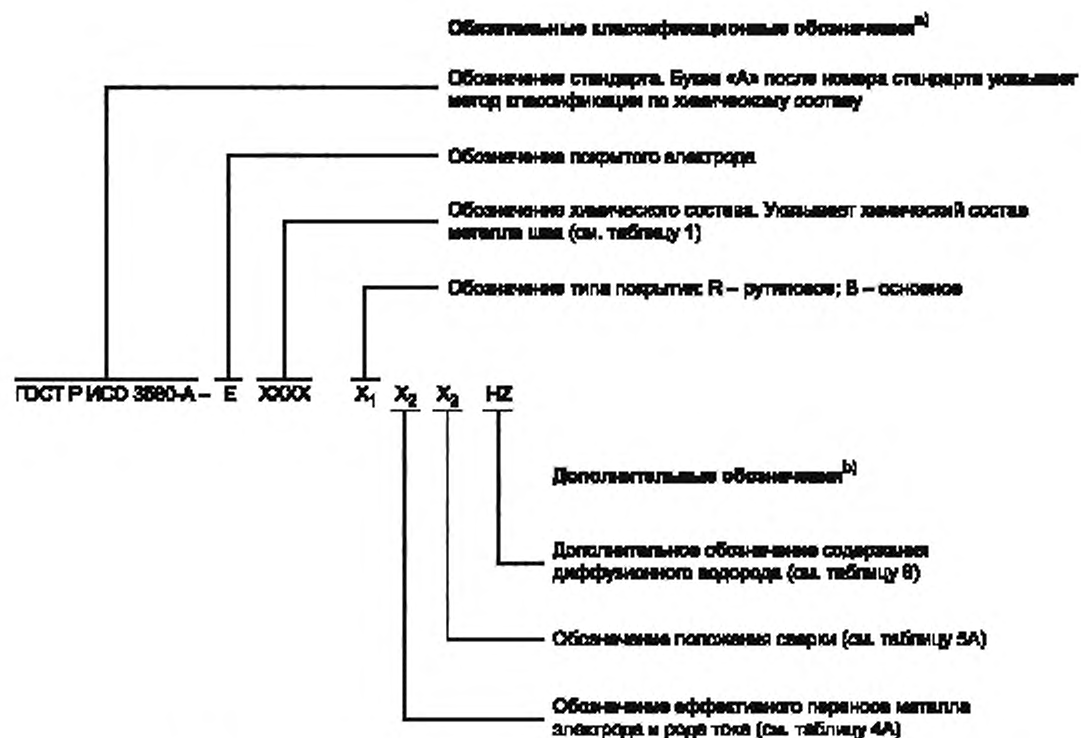 Обязательные классификационные обозначения a)
Обозначение стандарта. Буква «А» после номера стандарта указывает
метод классификации по химическому составу
Обозначение покрытого электрода
Обозначение химического состава. Указывает химический состав
металла шва (см. таблицу 1)
Обозначение типа покрытия: R – рутиловое; B – основное
ГОСТ Р ИСО 3580-А – E XXXX X1 X2 X3 HZ
Дополнительные обозначения b)
Дополнительное обозначение содержания
диффузионного водорода (см. таблицу 6)
Обозначение положения сварки (см. таблицу 5А)
Обозначение эффективного переноса металла
электрода и рода тока (см. таблицу 4А)